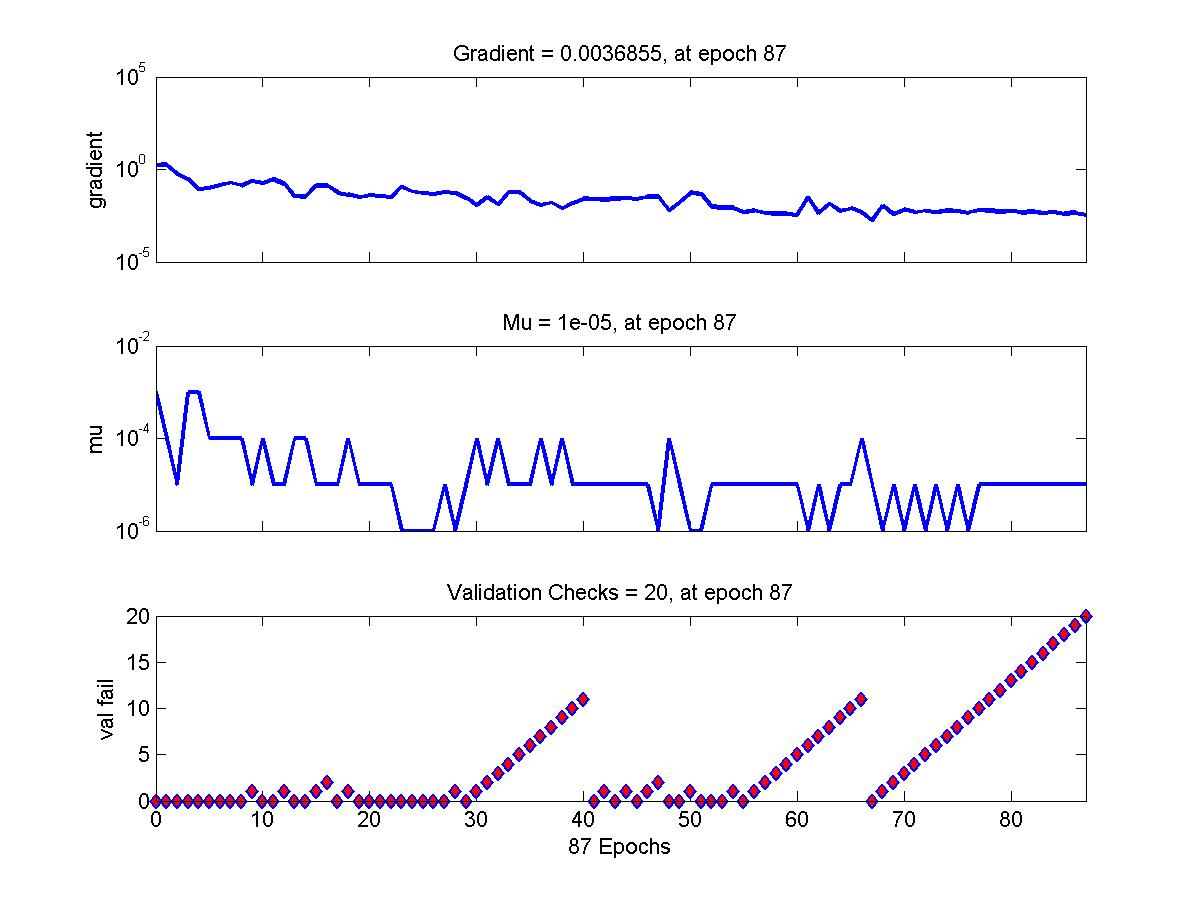 Gradient = 0.0036855, at epoch 87
10^5
10^0
10^-5
gradient
Mu = 1e-05, at epoch 87
10^-2
10^-4
10^-6
mu
Validation Checks = 20, at epoch 87
20
15
10
5
0
val fail
0 10 20 30 40 50 60 70 80
87 Epochs